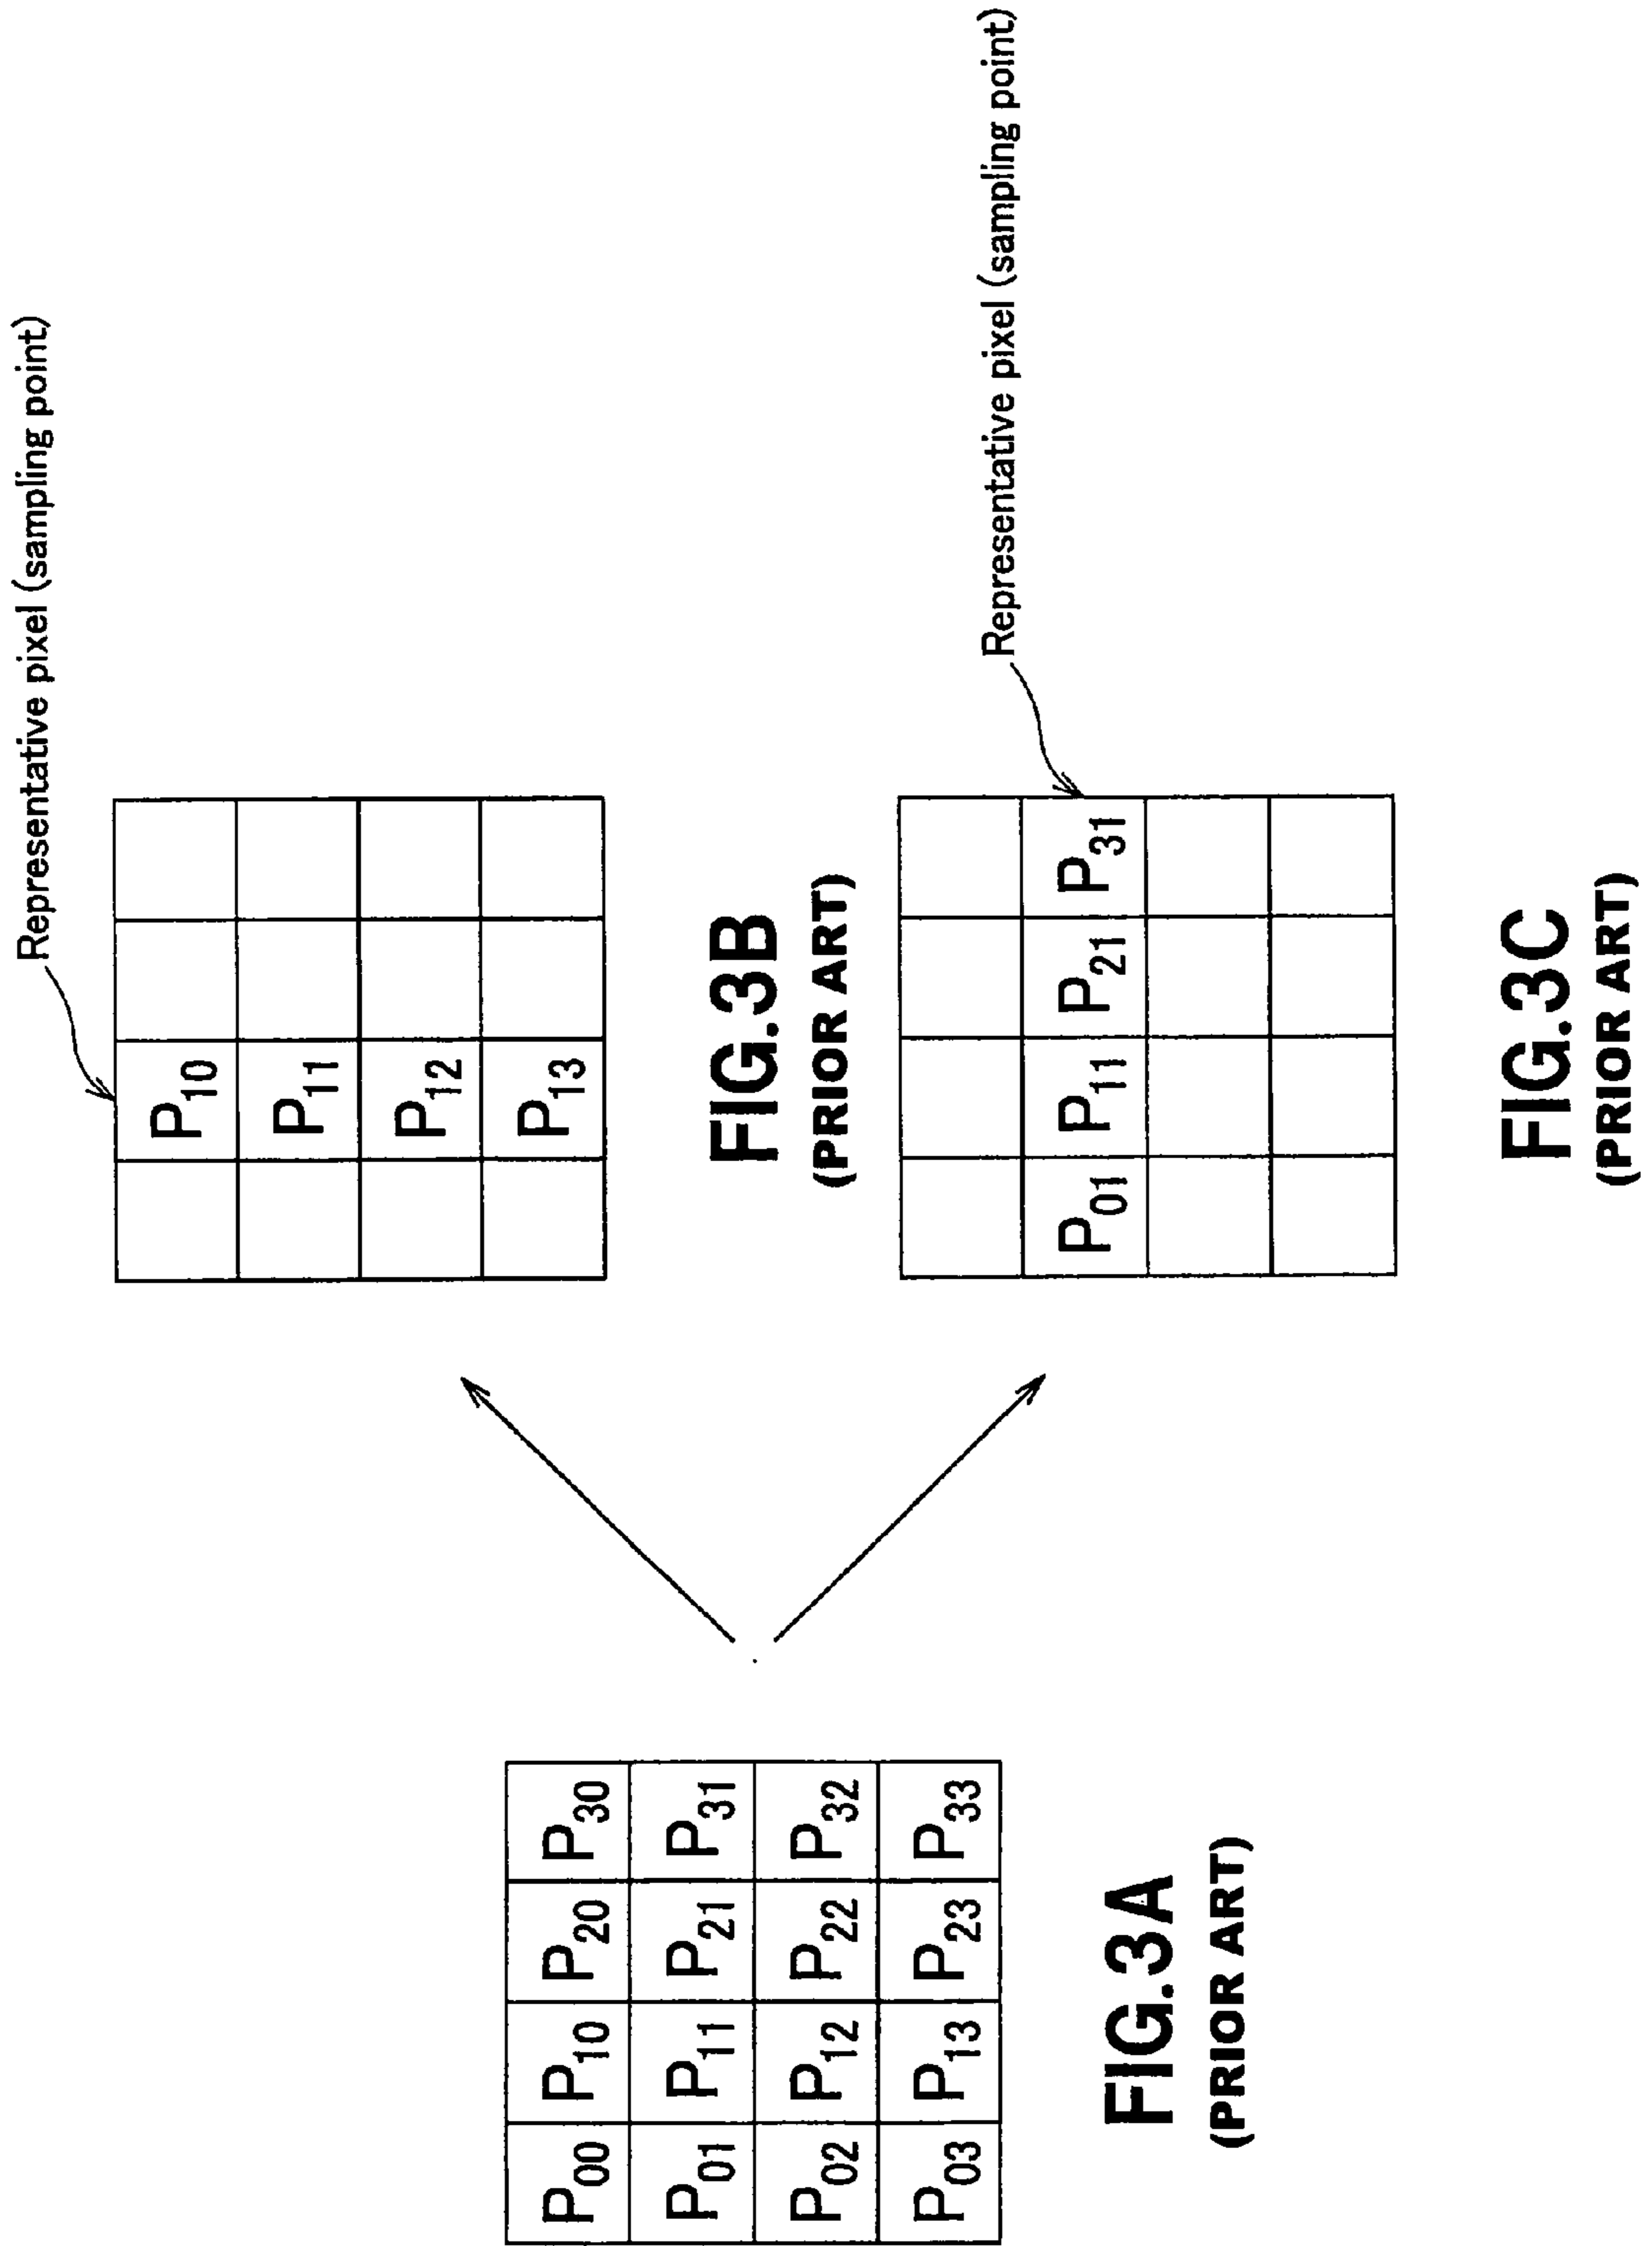 P00 P10 P20 P30
P01 P11 P21 P31
P02 P12 P22 P32
P03 P13 P23 P33
FIG.3A
(PRIOR ART)
Representative pixel (sampling point)
P10
P11
P12
P13
FIG.3B
(PRIOR ART)
Representative pixel (sampling point)
P01 P11 P21 P31
FIG.3C
(PRIOR ART)